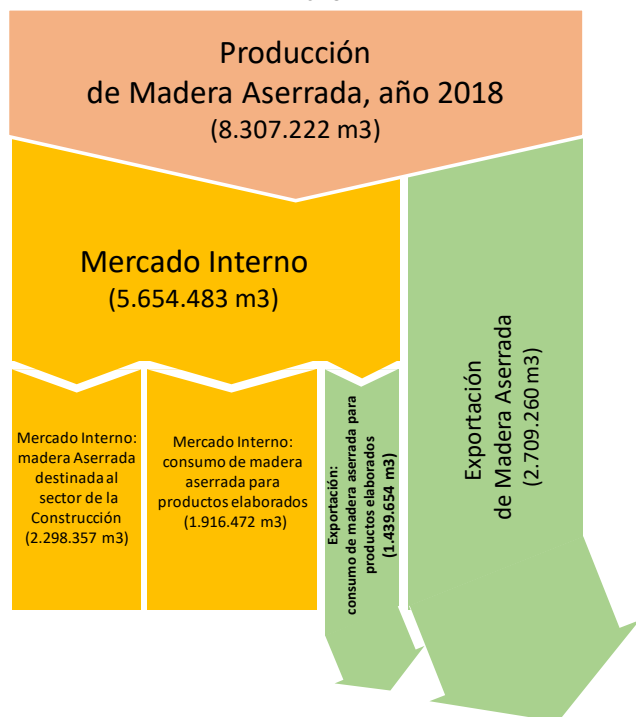 Producción
de Madera Aserrada, año 2018
(8.307.222 m3)
Mercado Interno
(5.654.483 m3)
Mercado Interno:
madera Aserrada
destinada al
sector de la
Construcción
(2.298.357 m3)
Mercado Interno:
consumo de madera
aserrada para
productos elaborados
(1.916.472 m3)
Exportación:
consumo de madera aserrada para
productos elaborados
(1.439.654 m3)
Exportación
de Madera Aserrada
(2.709.260 m3)